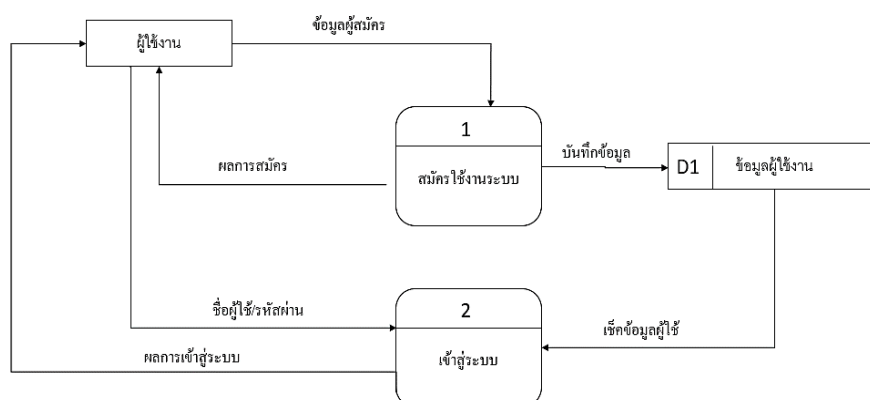 ข้อมูลผู้สมัคร
ผู้ใช้งาน
1
บันทึกข้อมูล
ผลการสมัคร
สมัครใช้งานระบบ
D1 ข้อมูลผู้ใช้งาน
ชื่อผู้ใช้/รหัสผ่าน
2
เช็คข้อมูลผู้ใช้
ผลการเข้าสู่ระบบ
เข้าสู่ระบบ